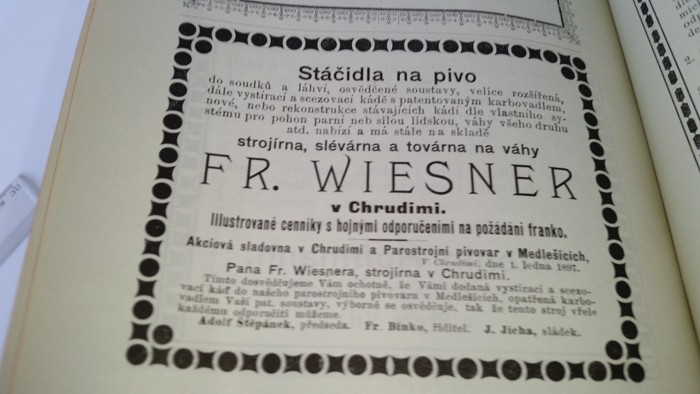 Stáčidla na pivo
do soudků a láhví, osvědčené soustavy, velice rozšířená,
dále vystírací a scezovací kádě s patentovaným karbovadlem,
nové, nebo rekonstrukce stávajících kádí dle vlastního sy-
stému pro pohon parní neb silou lidskou, váhy všeho druhu
atd. nabízí a má stále na skladě
strojírna, slévárna a továrna na váhy
FR. WIESNER
v Chrudimi.
Illustrované cenníky s hojnými odporučeními na požádání franko.
Akciová sladovna v Chrudimi a Parostrojní pivovar v Medlešicích,
V Chrudimi, dne 1. ledna 1897.
Pana Fr. Wiesnera, strojírna v Chrudimi.
Tímto dosvědčujeme Vám ochotně, že Vámi dodaná vystírací a scezo-
vací káď do našeho parostrojního pivovaru v Medlešicích, opatřená karbo-
vadlem Vaší pat. soustavy, výborně se osvědčuje, tak že tento stroj vřele
každému odporučiti můžeme.
Adolf Štěpánek, předseda. Fr. Binko, ředitel. J. Jicha, sládek.